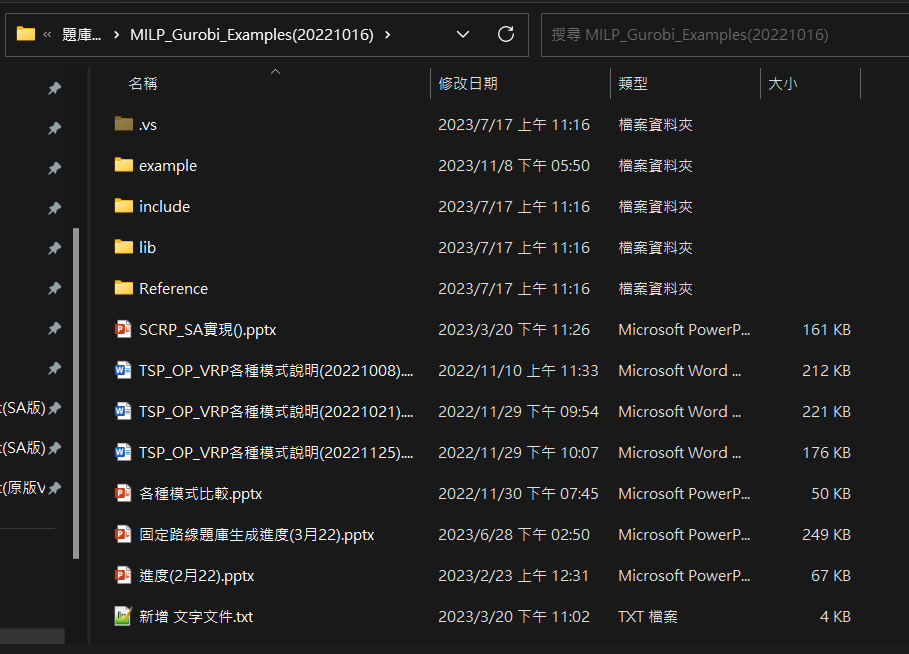 « 題庫... › MILP_Gurobi_Examples(20221016) › 搜尋 MILP_Gurobi_Examples(20221016)
名稱 修改日期 類型 大小
.vs 2023/7/17 上午 11:16 檔案資料夾
example 2023/11/8 下午 05:50 檔案資料夾
include 2023/7/17 上午 11:16 檔案資料夾
lib 2023/7/17 上午 11:16 檔案資料夾
Reference 2023/7/17 上午 11:16 檔案資料夾
SCRP_SA實現().pptx 2023/3/20 下午 11:26 Microsoft PowerP... 161 KB
TSP_OP_VRP各種模式說明(20221008).... 2022/11/10 上午 11:33 Microsoft Word ... 212 KB
t(SA版) TSP_OP_VRP各種模式說明(20221021).... 2022/11/29 下午 09:54 Microsoft Word ... 221 KB
t(SA版) TSP_OP_VRP各種模式說明(20221125).... 2022/11/29 下午 10:07 Microsoft Word ... 176 KB
t(原版V 各種模式比較.pptx 2022/11/30 下午 07:45 Microsoft PowerP... 50 KB
固定路線題庫生成進度(3月22).pptx 2023/6/28 下午 02:50 Microsoft PowerP... 249 KB
進度(2月22).pptx 2023/2/23 上午 12:31 Microsoft PowerP... 67 KB
新增 文字文件.txt 2023/3/20 下午 11:02 TXT 檔案 4 KB